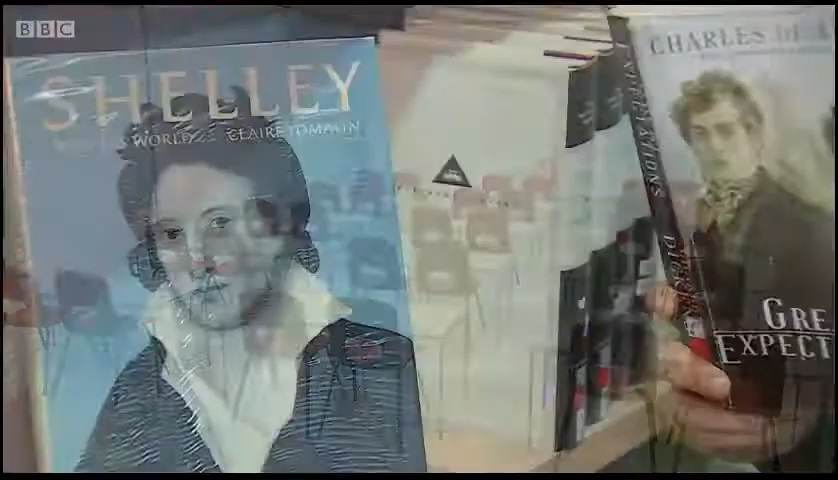 BBC
SHELLEY
WORLD CLAIRE TOMALIN
CHARLES
EXPECTATIONS
GRE
EXPECT